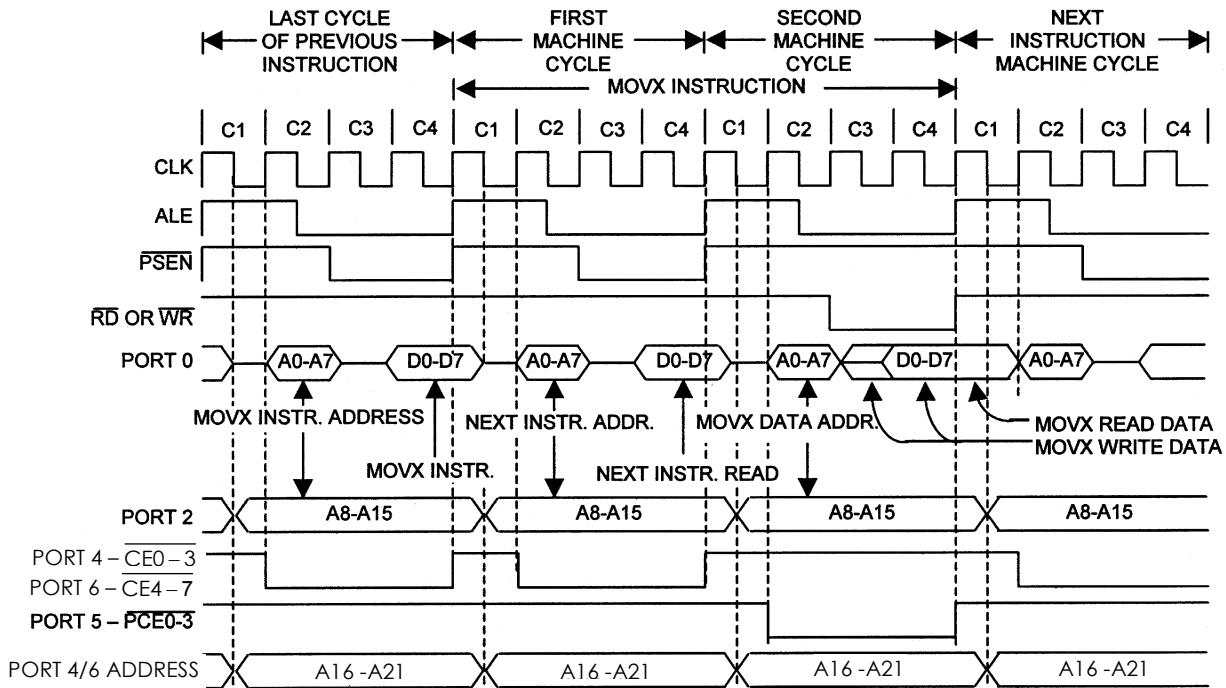 LAST CYCLE
OF PREVIOUS
INSTRUCTION
FIRST
MACHINE
CYCLE
SECOND
MACHINE
CYCLE
NEXT
INSTRUCTION
MACHINE CYCLE
MOVX INSTRUCTION
C1 C2 C3 C4 C1 C2 C3 C4 C1 C2 C3 C4 C1 C2 C3 C4
CLK
ALE
PSEN
RD OR WR
PORT 0 A0-A7 D0-D7 A0-A7 D0-D7 A0-A7 D0-D7 A0-A7
MOVX INSTR. ADDRESS NEXT INSTR. ADDR. MOVX DATA ADDR. MOVX READ DATA
MOVX WRITE DATA
MOVX INSTR. NEXT INSTR. READ
PORT 2 A8-A15 A8-A15 A8-A15 A8-A15
PORT 4 – CE0 – 3
PORT 6 – CE4 – 7
PORT 5 – PCE0-3
PORT 4/6 ADDRESS A16 -A21 A16 -A21 A16 -A21 A16 -A21